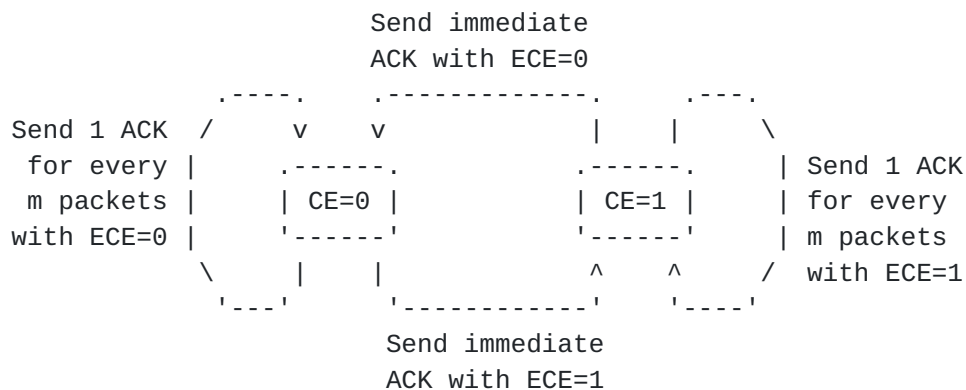 Send immediate
ACK with ECE=0
.----. .-------------. .---.
Send 1 ACK / v v | | \
for every | .------. .------. | Send 1 ACK
m packets | | CE=0 | | CE=1 | | for every
with ECE=0 | '------' '------' | m packets
\ | | ^ ^ / with ECE=1
'---' '------------' '----'
Send immediate
ACK with ECE=1